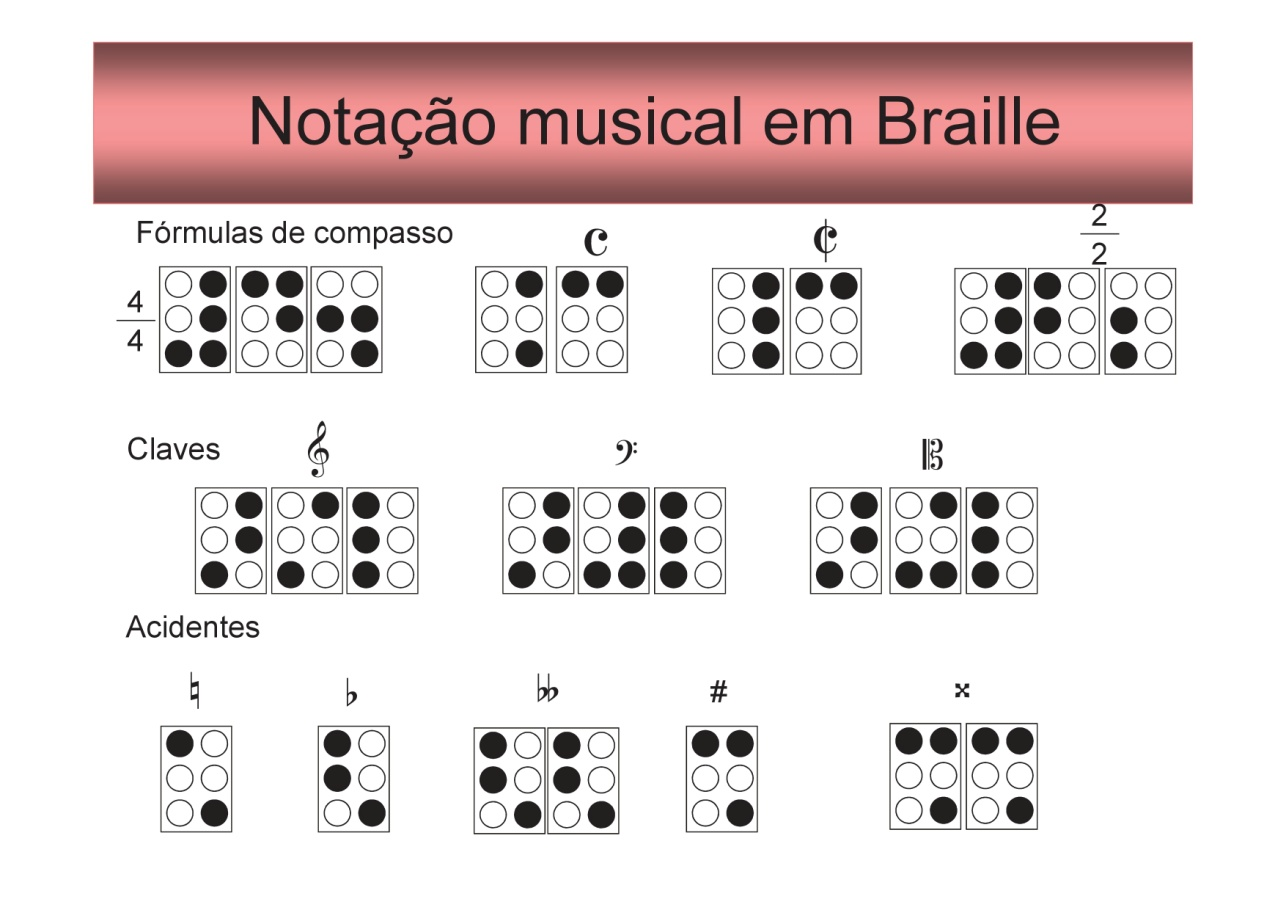 Notação musical em Braille
Fórmulas de compasso
4
4
2
2
Claves
Acidentes
#